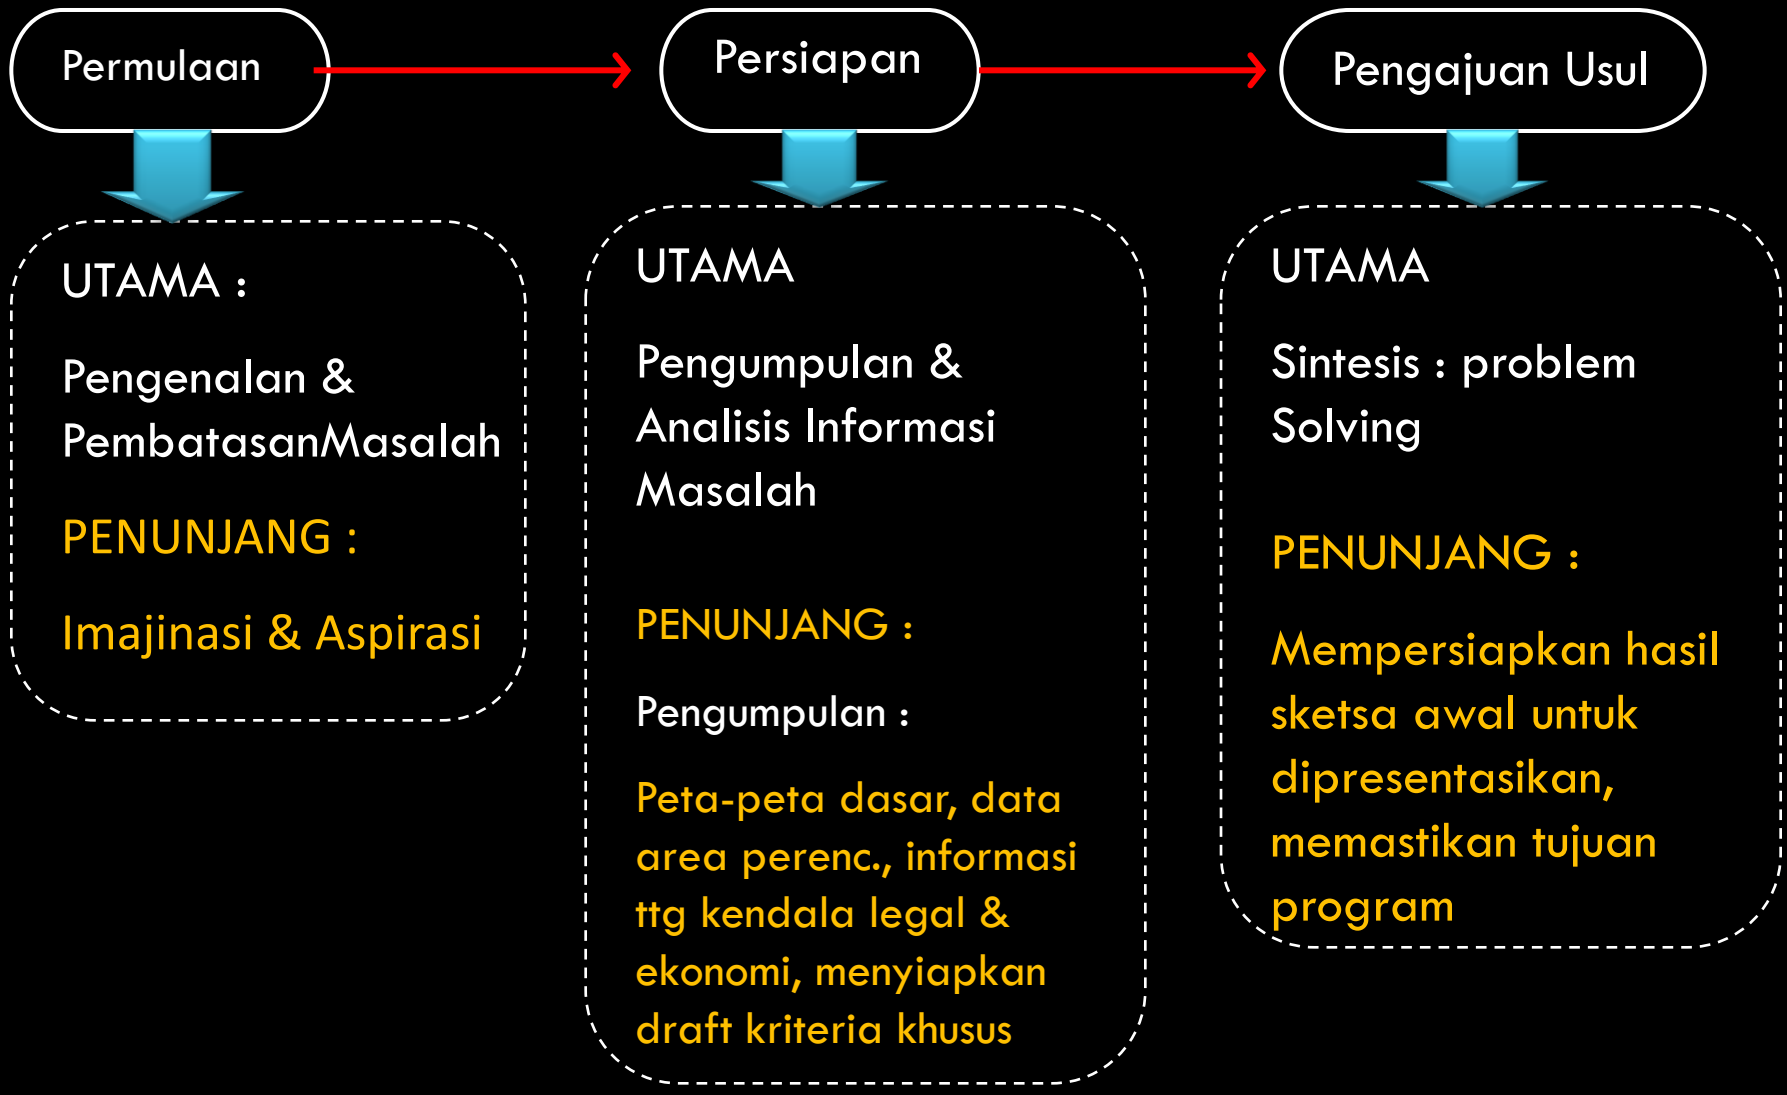 Permulaan
Persiapan
Pengajuan Usul
UTAMA :
Pengenalan &
PembatasanMasalah
PENUNJANG :
Imajinasi & Aspirasi
UTAMA
Pengumpulan &
Analisis Informasi
Masalah
PENUNJANG :
Pengumpulan :
Peta-peta dasar, data
area perenc., informasi
ttg kendala legal &
ekonomi, menyiapkan
draft kriteria khusus
UTAMA
Sintesis : problem
Solving
PENUNJANG :
Mempersiapkan hasil
sketsa awal untuk
dipresentasikan,
memastikan tujuan
program